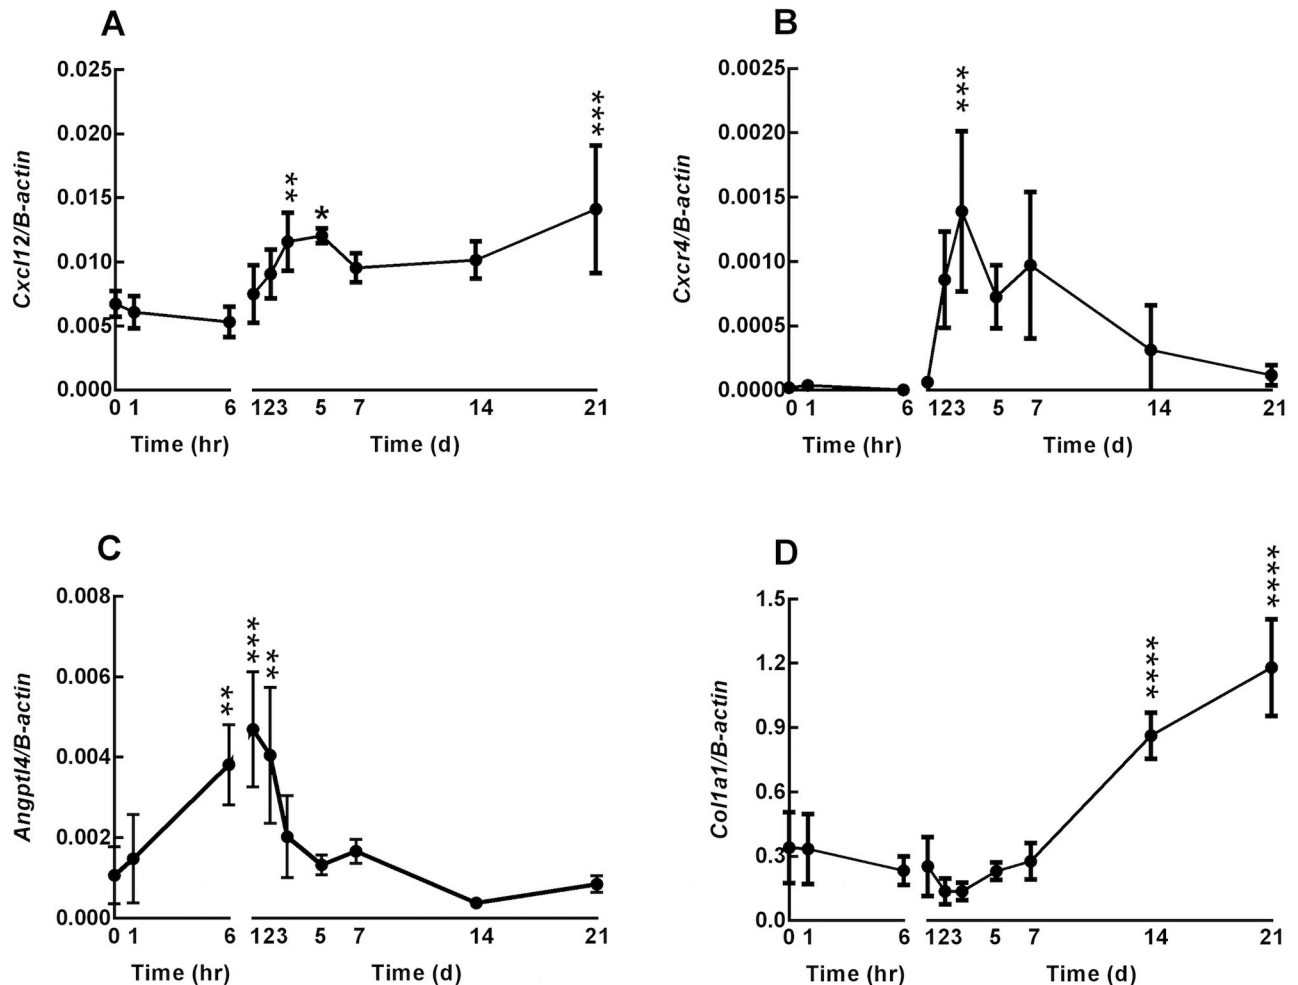 A
0.025
0.020
0.015
0.010
0.005
0.000
Cxcl12/B-actin
**
*
***
0 1 6 123 5 7 14 21
Time (hr) Time (d)
B
0.0025
0.0020
0.0015
0.0010
0.0005
0.0000
Cxcr4/B-actin
***
0 1 6 123 5 7 14 21
Time (hr) Time (d)
C
0.008
0.006
0.004
0.002
0.000
Angptl4/B-actin
**
***
**
0 1 6 123 5 7 14 21
Time (hr) Time (d)
D
1.5
1.2
0.9
0.6
0.3
0.0
Col1a1/B-actin
****
****
0 1 6 123 5 7 14 21
Time (hr) Time (d)